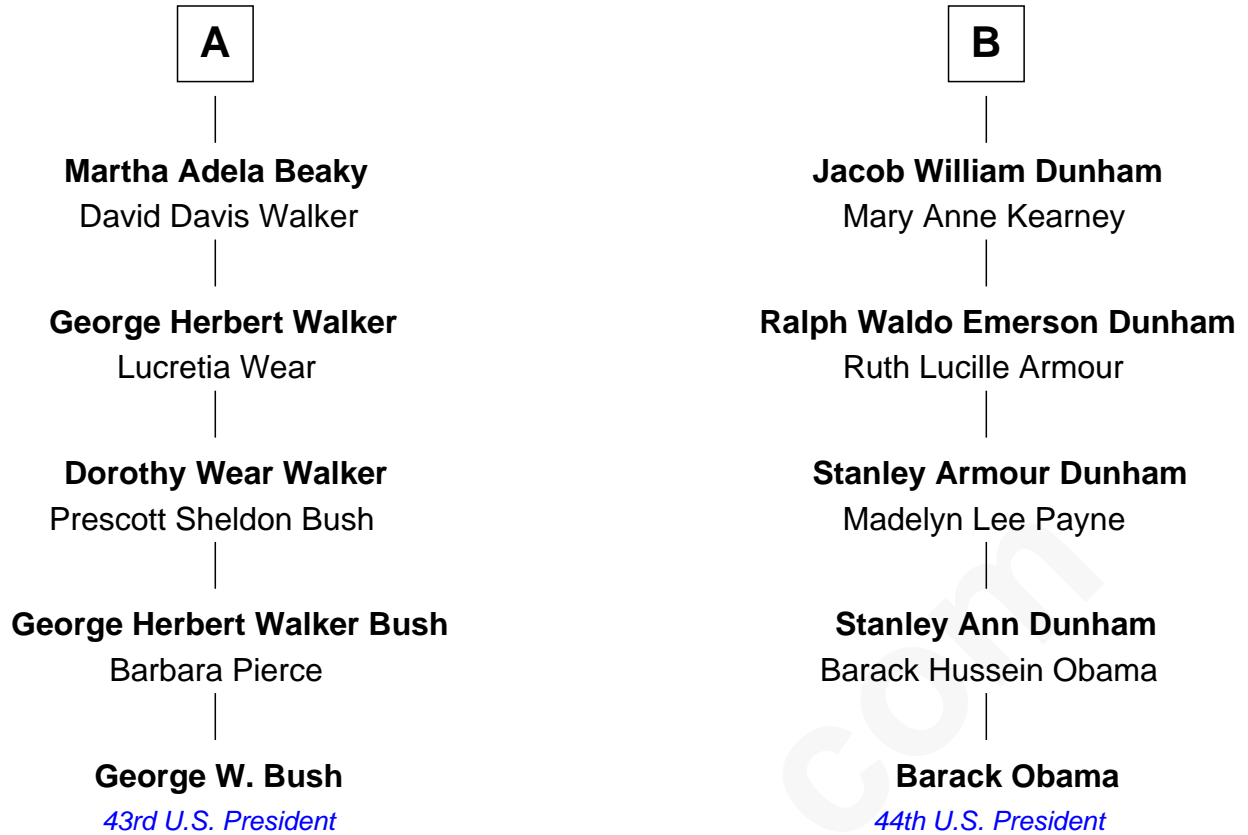 A
Martha Adela Beaky
David Davis Walker
George Herbert Walker
Lucretia Wear
Dorothy Wear Walker
Prescott Sheldon Bush
George Herbert Walker Bush
Barbara Pierce
George W. Bush
43rd U.S. President
B
Jacob William Dunham
Mary Anne Kearney
Ralph Waldo Emerson Dunham
Ruth Lucille Armour
Stanley Armour Dunham
Madelyn Lee Payne
Stanley Ann Dunham
Barack Hussein Obama
Barack Obama
44th U.S. President
com